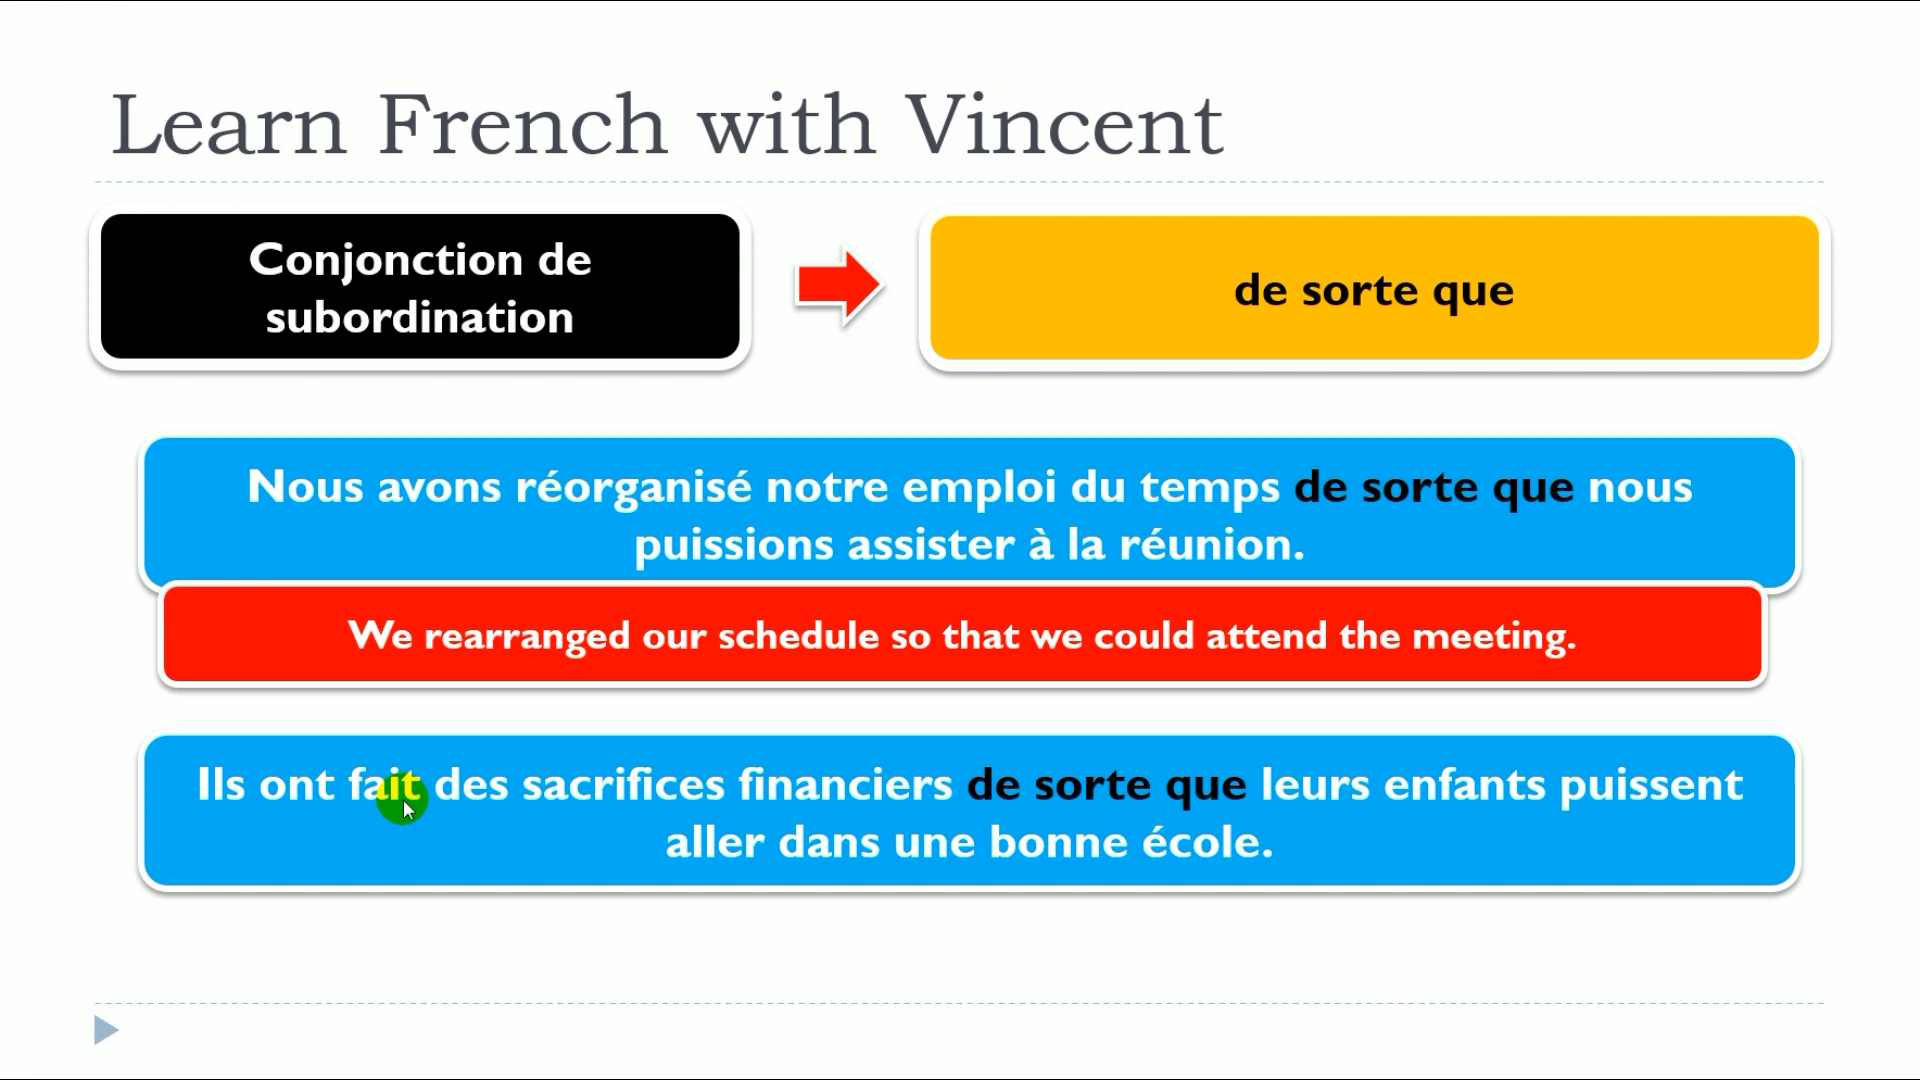 Learn French with Vincent
Conjonction de
subordination
de sorte que
Nous avons réorganisé notre emploi du temps de sorte que nous
puissions assister à la réunion.
We rearranged our schedule so that we could attend the meeting.
Ils ont fait des sacrifices financiers de sorte que leurs enfants puissent
aller dans une bonne école.